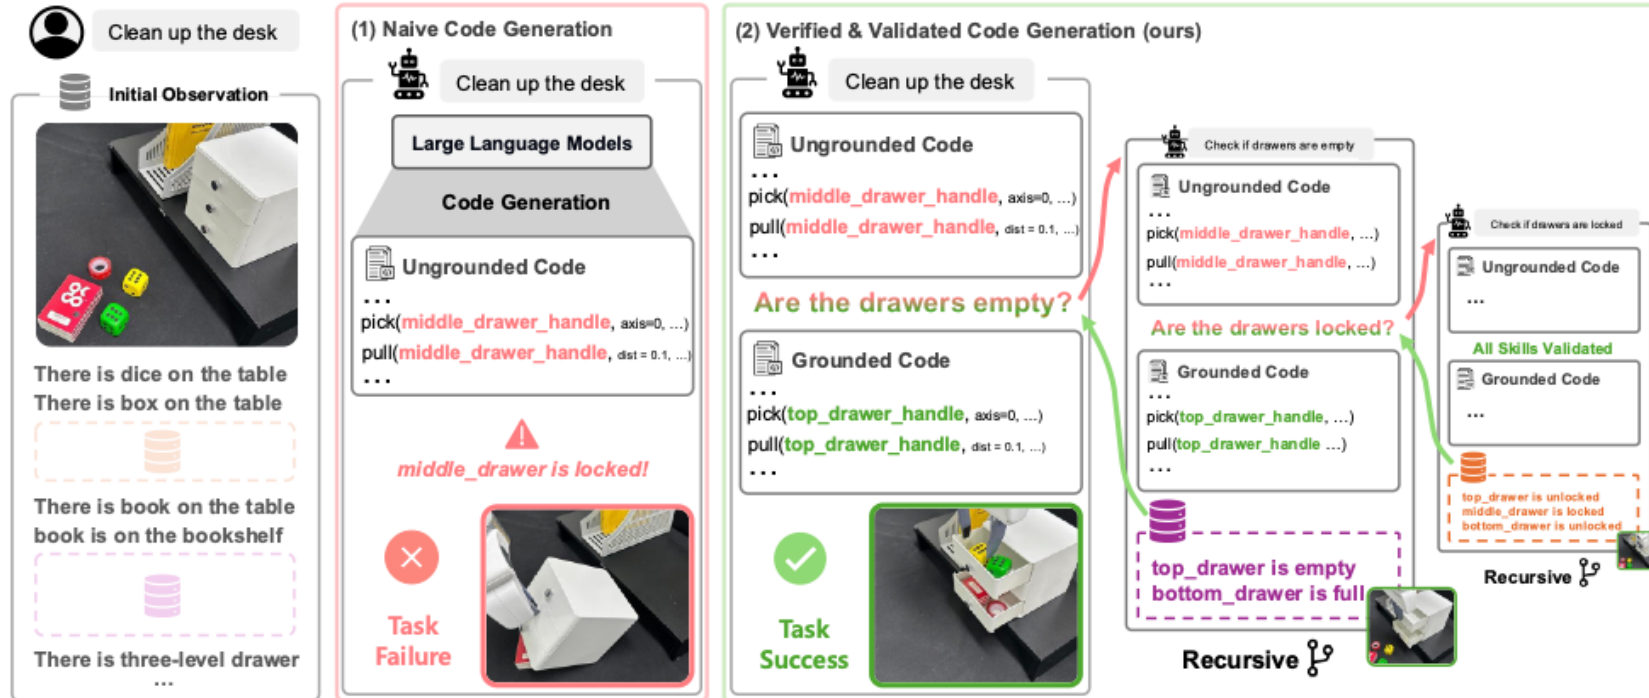 Clean up the desk
Initial Observation
There is dice on the table
There is box on the table
There is book on the table
book is on the bookshelf
There is three-level drawer
...
(1) Naive Code Generation
Clean up the desk
Large Language Models
Code Generation
Ungrounded Code
...
pick(middle_drawer_handle, axis=0, ...)
pull(middle_drawer_handle, dist = 0.1, ...)
...
middle_drawer is locked!
Task
Failure
(2) Verified & Validated Code Generation (ours)
Clean up the desk
Ungrounded Code
...
pick(middle_drawer_handle, axis=0, ...)
pull(middle_drawer_handle, dist = 0.1, ...)
...
Are the drawers empty?
Grounded Code
...
pick(top_drawer_handle, axis=0, ...)
pull(top_drawer_handle, dist = 0.1, ...)
...
Task
Success
Check if drawers are empty
Ungrounded Code
...
pick(middle_drawer_handle, ...)
pull(middle_drawer_handle, ...)
...
Are the drawers locked?
Grounded Code
...
pick(top_drawer_handle, ...)
pull(top_drawer_handle ...)
...
top_drawer is empty
bottom_drawer is full
Recursive
Check if drawers are locked
Ungrounded Code
...
All Skills Validated
Grounded Code
...
top_drawer is unlocked
middle_drawer is locked
bottom_drawer is unlocked
Recursive